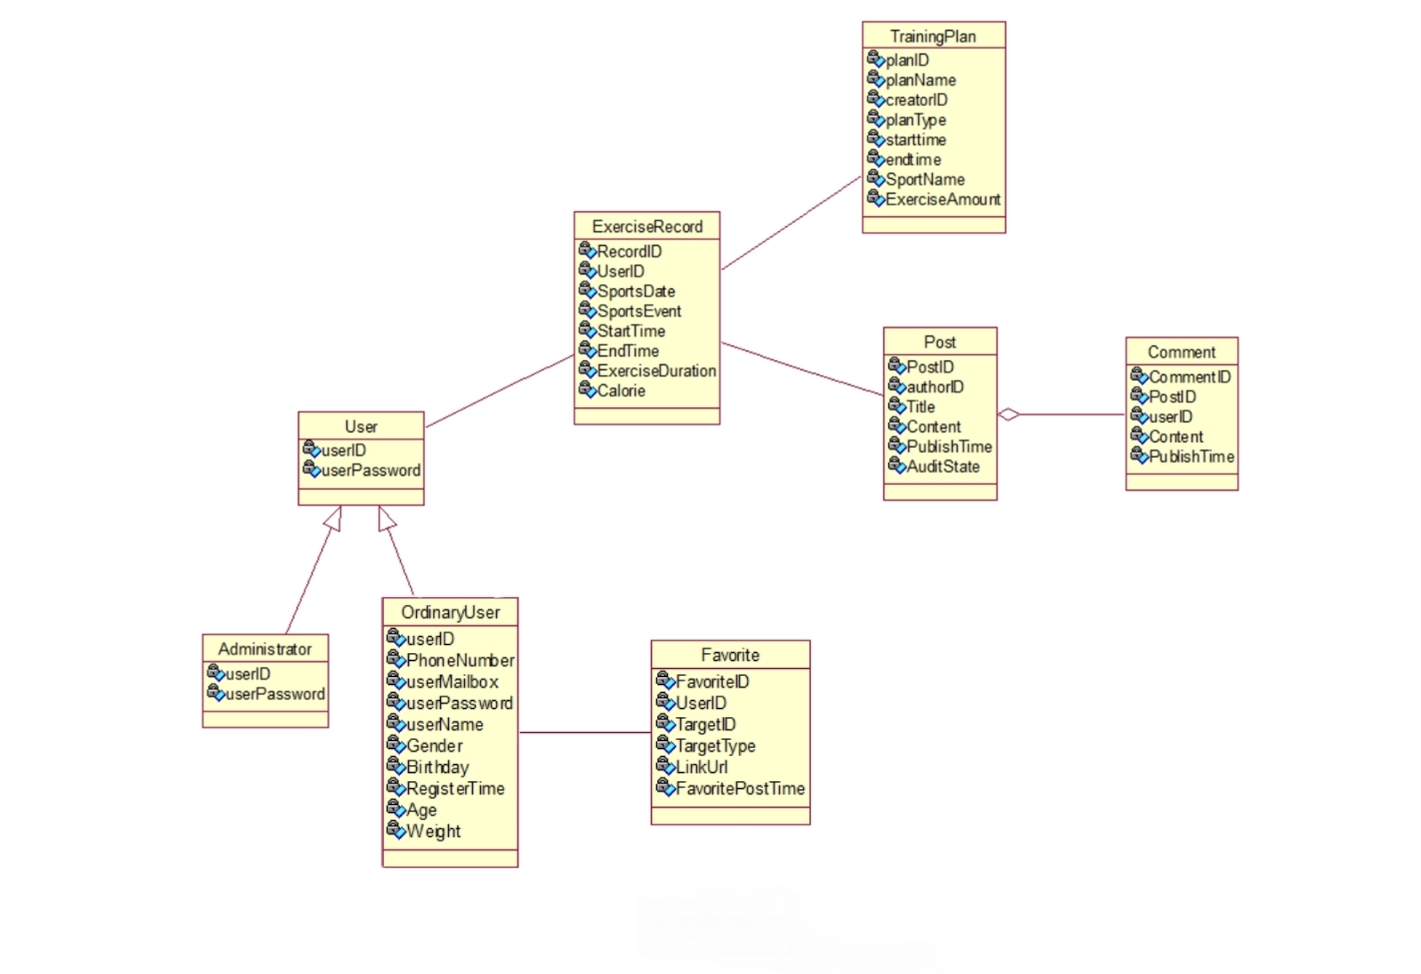 TrainingPlan
planID
planName
creatorID
planType
starttime
endtime
SportName
ExerciseAmount
ExerciseRecord
RecordID
UserID
SportsDate
SportsEvent
StartTime
EndTime
ExerciseDuration
Calorie
Post
PostID
authorID
Title
Content
PublishTime
AuditState
Comment
CommentID
PostID
userID
Content
PublishTime
User
userID
userPassword
Administrator
userID
userPassword
OrdinaryUser
userID
PhoneNumber
userMailbox
userPassword
userName
Gender
Birthday
RegisterTime
Age
Weight
Favorite
FavoriteID
UserID
TargetID
TargetType
LinkUrl
FavoritePostTime